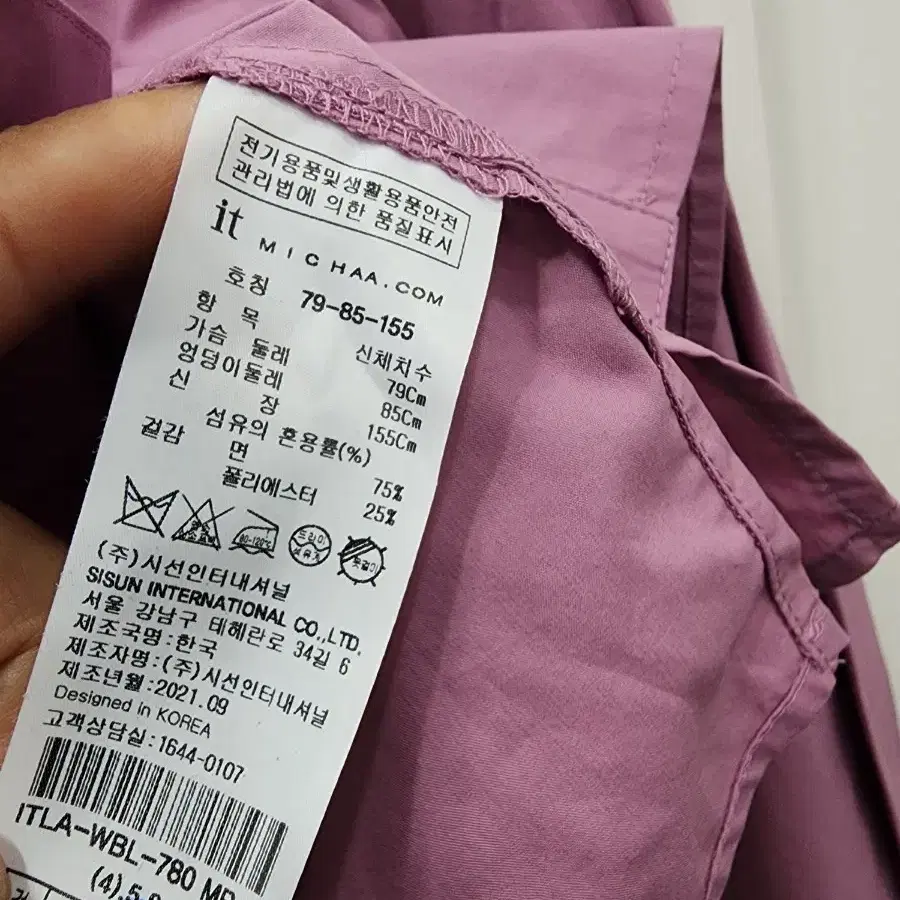 전기용품및생활용품안전
관리법에 의한 품질표시
it MICHAA.COM
호칭 79-85-155
항 목 신체치수
가슴 둘레 79Cm
엉덩이둘레 85Cm
신 장 155Cm
섬유의 혼용률(%)
겉감 면 75%
폴리에스터 25%
80-120℃
(주)시선인터내셔널
SISUN INTERNATIONAL CO.,LTD.
서울 강남구 테헤란로 34길 6
제조국명:한국
제조자명:(주)시선인터내셔널
제조년월:2021.09
Designed in KOREA
고객상담실:1644-0107
ITLA-WBL-780